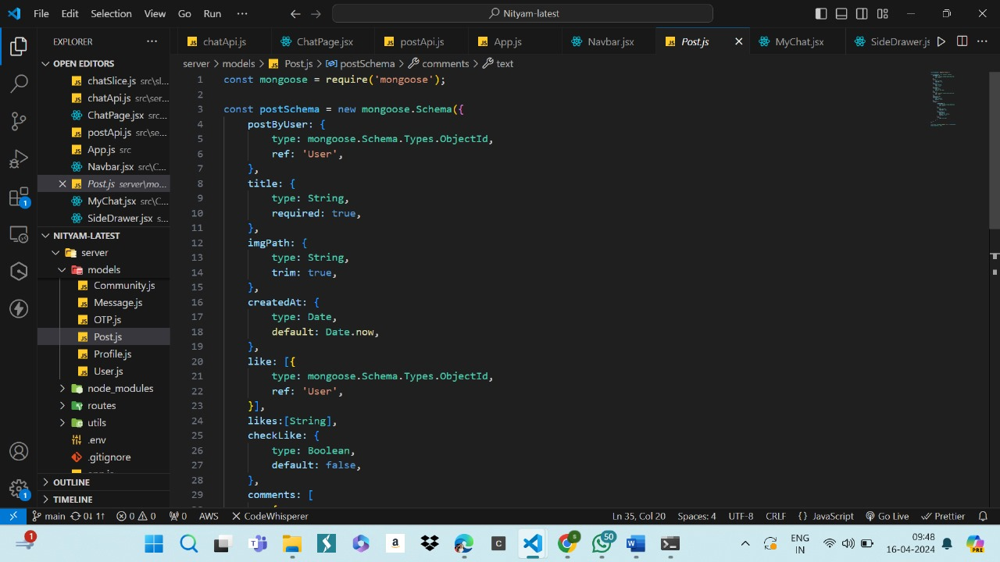 File Edit Selection View Go Run ··· Nityam-latest
EXPLORER ···
chatApi.js ChatPage.jsx postApi.js App.js Navbar.jsx Post.js MyChat.jsx SideDrawer.js ···
server > models > Post.js > postSchema > comments > text
OPEN EDITORS
chatSlice.js src\sl...
chatApi.js src\ser...
ChatPage.jsx src\C...
postApi.js src\se...
App.js src
Navbar.jsx src\C...
Post.js server\mo...
MyChat.jsx src\C...
SideDrawer.jsx s...
NITYAM-LATEST
server
models
Community.js
Message.js
OTP.js
Post.js
Profile.js
User.js
node_modules
routes
utils
.env
.gitignore
OUTLINE
TIMELINE
1
1
1 const mongoose = require('mongoose');
2
3 const postSchema = new mongoose.Schema({
4 postByUser: {
5 type: mongoose.Schema.Types.ObjectId,
6 ref: 'User',
7 },
8 title: {
9 type: String,
10 required: true,
11 },
12 imgPath: {
13 type: String,
14 trim: true,
15 },
16 createdAt: {
17 type: Date,
18 default: Date.now,
19 },
20 like: [{
21 type: mongoose.Schema.Types.ObjectId,
22 ref: 'User',
23 }],
24 likes:[String],
25 checkLike: {
26 type: Boolean,
27 default: false,
28 },
29 comments: [
main 0↓ 1↑ 0 0 0 AWS CodeWhisperer Ln 35, Col 20 Spaces: 4 UTF-8 CRLF {} JavaScript Go Live Prettier
1 a C S 50 ENG 09:48
IN 16-04-2024 PRE